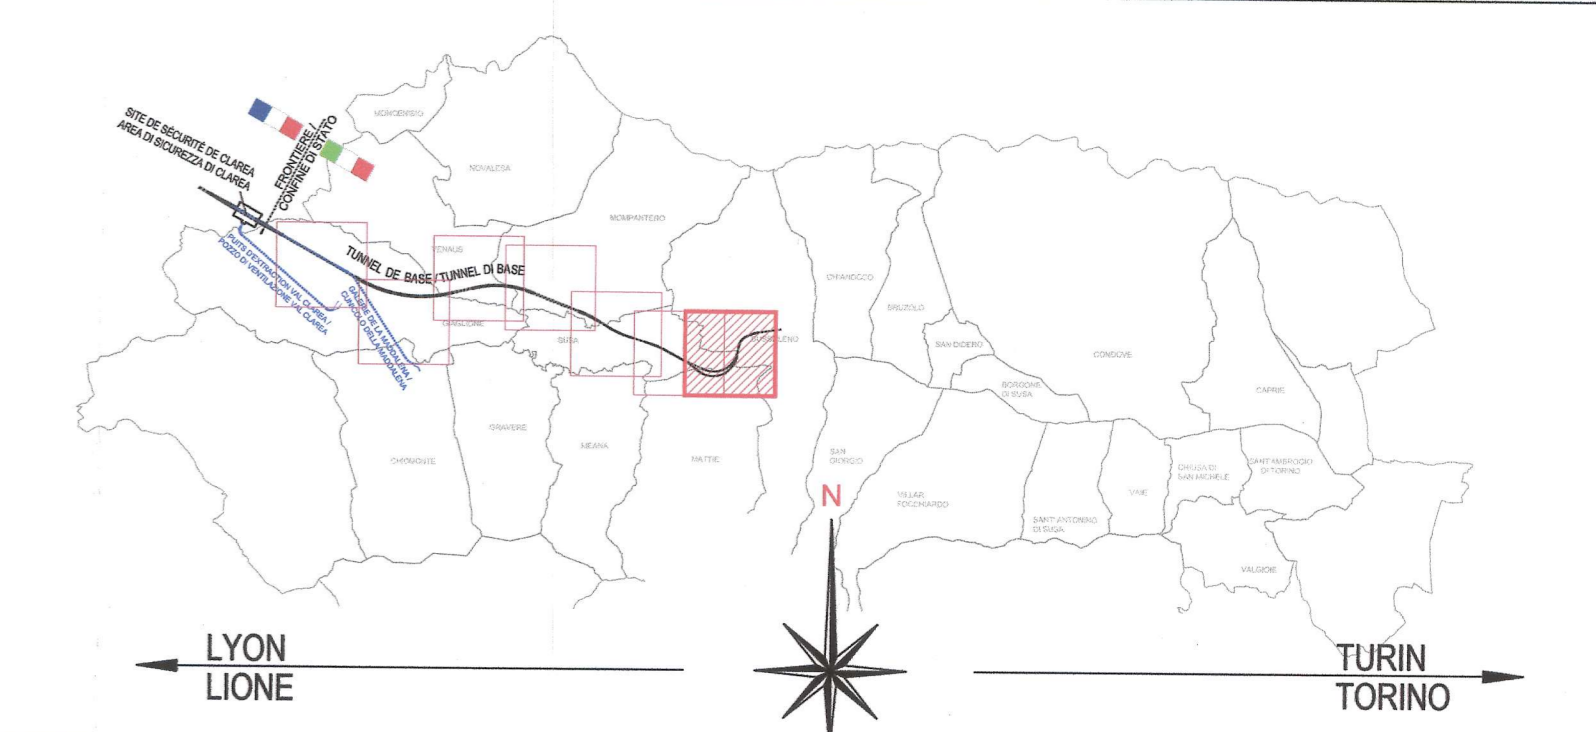 SITE DE SÉCURITÉ DE CLAREA
AREA DI SICUREZZA DI CLAREA
FRONTIERE /
CONFINE DI STATO
MONCENISIO
NOVALESA
MOMPANTERO
VENAUS
TUNNEL DE BASE / TUNNEL DI BASE
PUITS D'EXTRACTION VAL CLAREA /
POZZO DI VENTILAZIONE VAL CLAREA
GALERIE DE LA MADDALENA /
CUNICOLO DELLA MADDALENA
GIAGLIONE
SUSA
BUSSOLENO
CHIANOCCO
BRUZOLO
SAN DIDERO
CONDOVE
BORGONE
DI SUSA
CAPRIE
CHIOMONTE
GRAVERE
MEANA
MATTIE
SAN
GIORGIO
VILLAR
FOCCHIARDO
SANT'ANTONINO
DI SUSA
VAIE
CHIUSA DI
SAN MICHELE
SANT'AMBROGIO
DI TORINO
VALGIOIE
N
LYON
LIONE
TURIN
TORINO